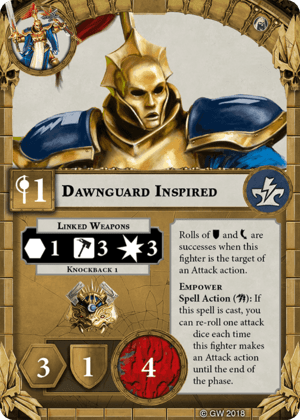 1 DAWNGUARD INSPIRED
LINKED WEAPONS
1 3 3
KNOCKBACK 1
Rolls of and are
successes when this
fighter is the target of
an Attack action.
EMPOWER
Spell Action ( ): If
this spell is cast, you
can re-roll one attack
dice each time
this fighter makes
an Attack action
until the end of
the phase.
3 1 4
© GW 2018